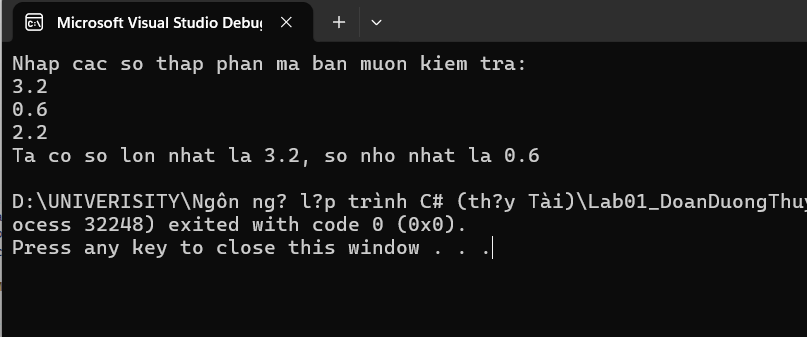 Microsoft Visual Studio Debug
Nhap cac so thap phan ma ban muon kiem tra:
3.2
0.6
2.2
Ta co so lon nhat la 3.2, so nho nhat la 0.6
D:\UNIVERISITY\Ngôn ng? l?p trình C# (th?y Tài)\Lab01_DoanDuongThuy
ocess 32248) exited with code 0 (0x0).
Press any key to close this window . . .